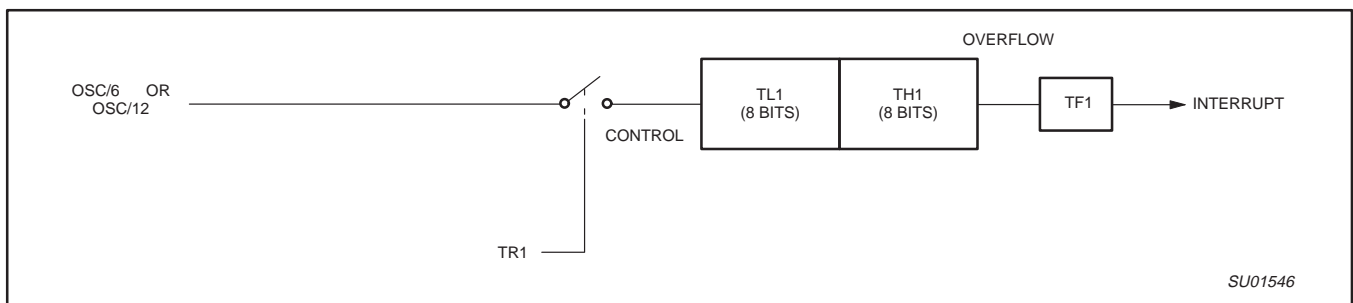 OVERFLOW
OSC/6 OR
OSC/12
TL1
(8 BITS)
TH1
(8 BITS)
TF1
INTERRUPT
CONTROL
TR1
SU01546